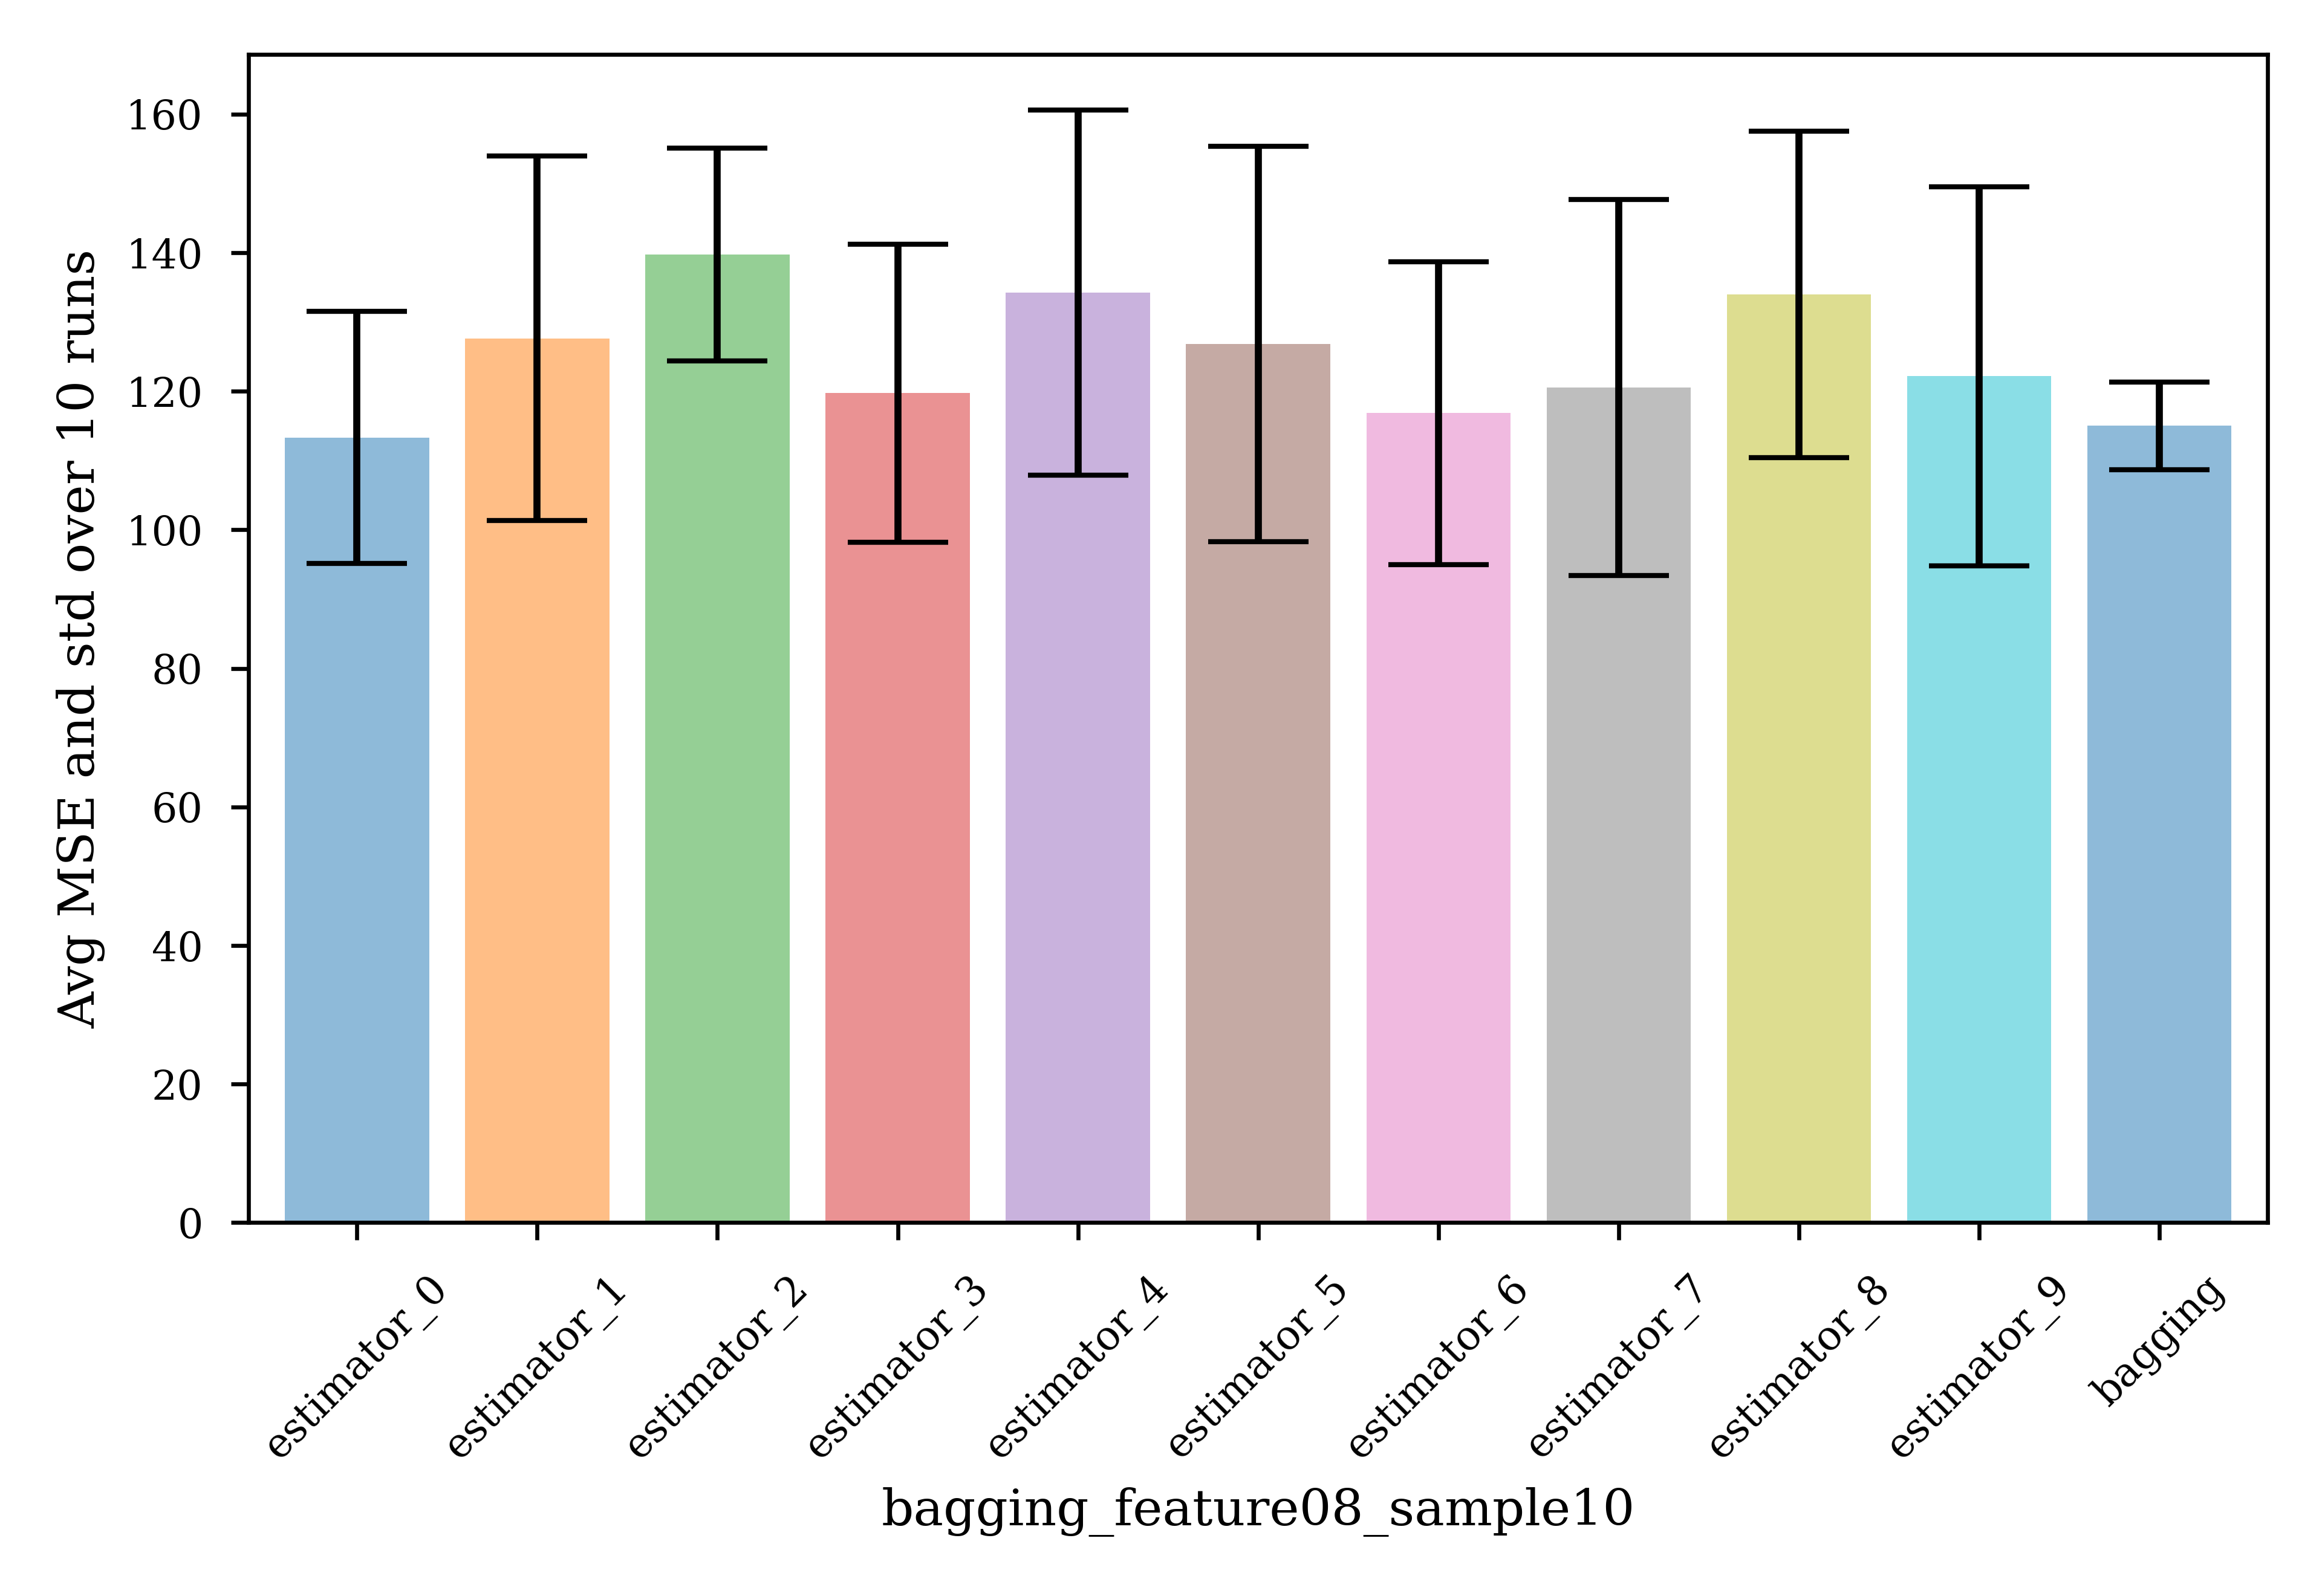 Avg MSE and std over 10 runs
160
140
120
100
80
60
40
20
0
estimator_0
estimator_1
estimator_2
estimator_3
estimator_4
estimator_5
estimator_6
estimator_7
estimator_8
estimator_9
bagging
bagging_feature08_sample10